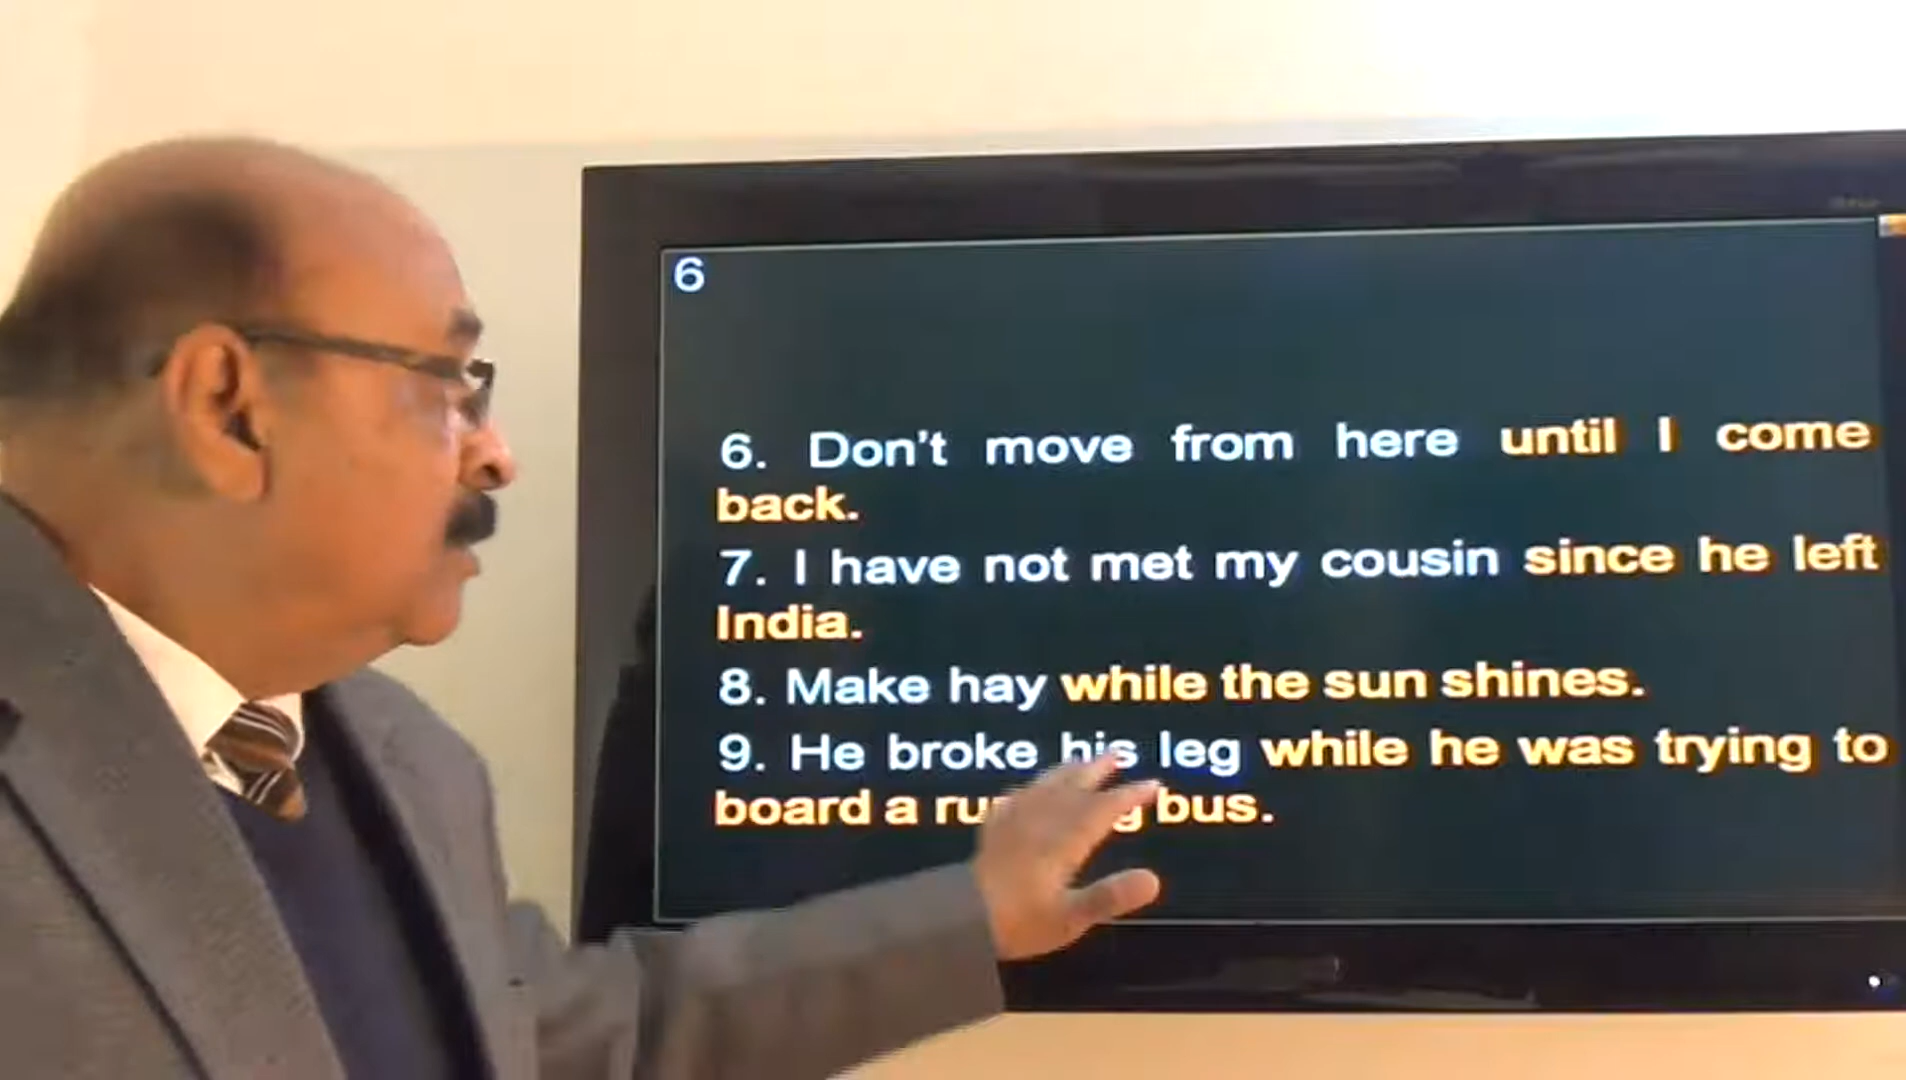 6
6. Don't move from here until I come
back.
7. I have not met my cousin since he left
India.
8. Make hay while the sun shines.
9. He broke his leg while he was trying to
board a bus.